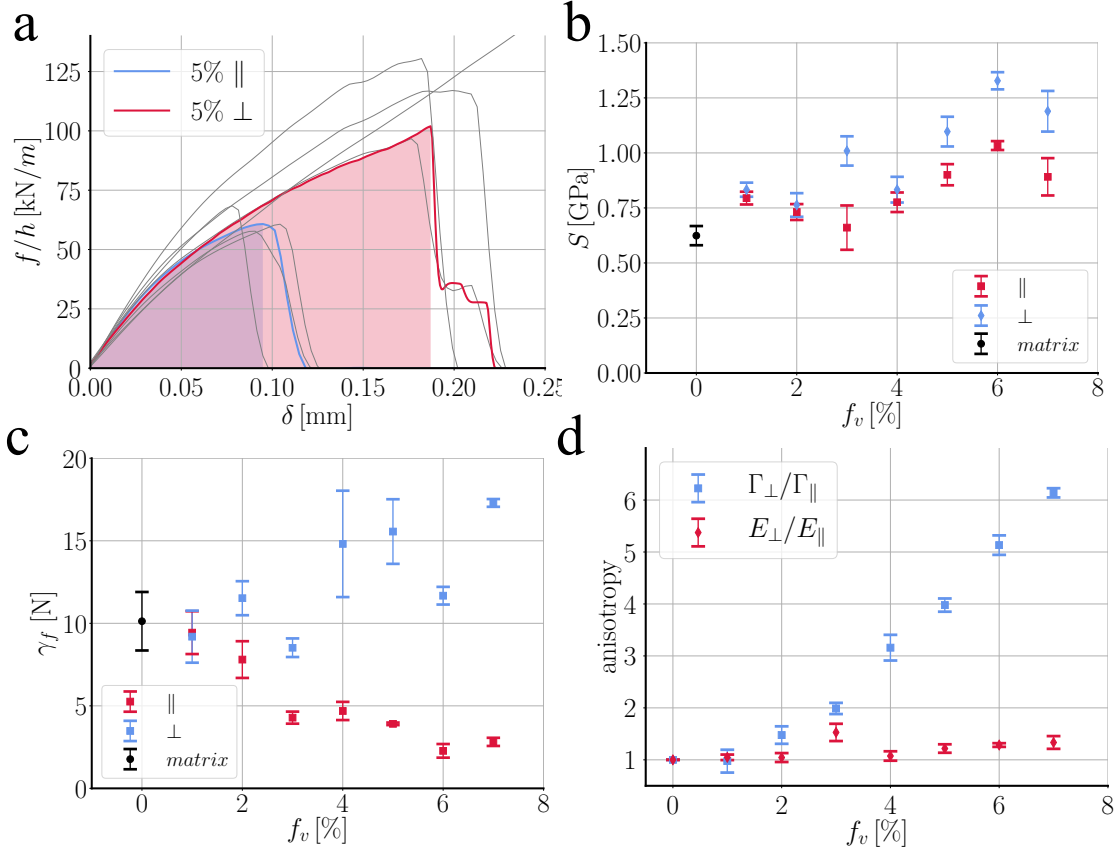 a
125
100
75
50
25
0
f/h [kN/m]
5% ∥
5% ⊥
0.00 0.05 0.10 0.15 0.20 0.25
δ [mm]
b
1.50
1.25
1.00
0.75
0.50
0.25
0.00
S [GPa]
∥
⊥
matrix
0 2 4 6 8
f_v [%]
c
20
15
10
5
0
γ_f [N]
∥
⊥
matrix
0 2 4 6 8
f_v [%]
d
6
5
4
3
2
1
anisotropy
Γ⊥/Γ∥
E⊥/E∥
0 2 4 6 8
f_v [%]